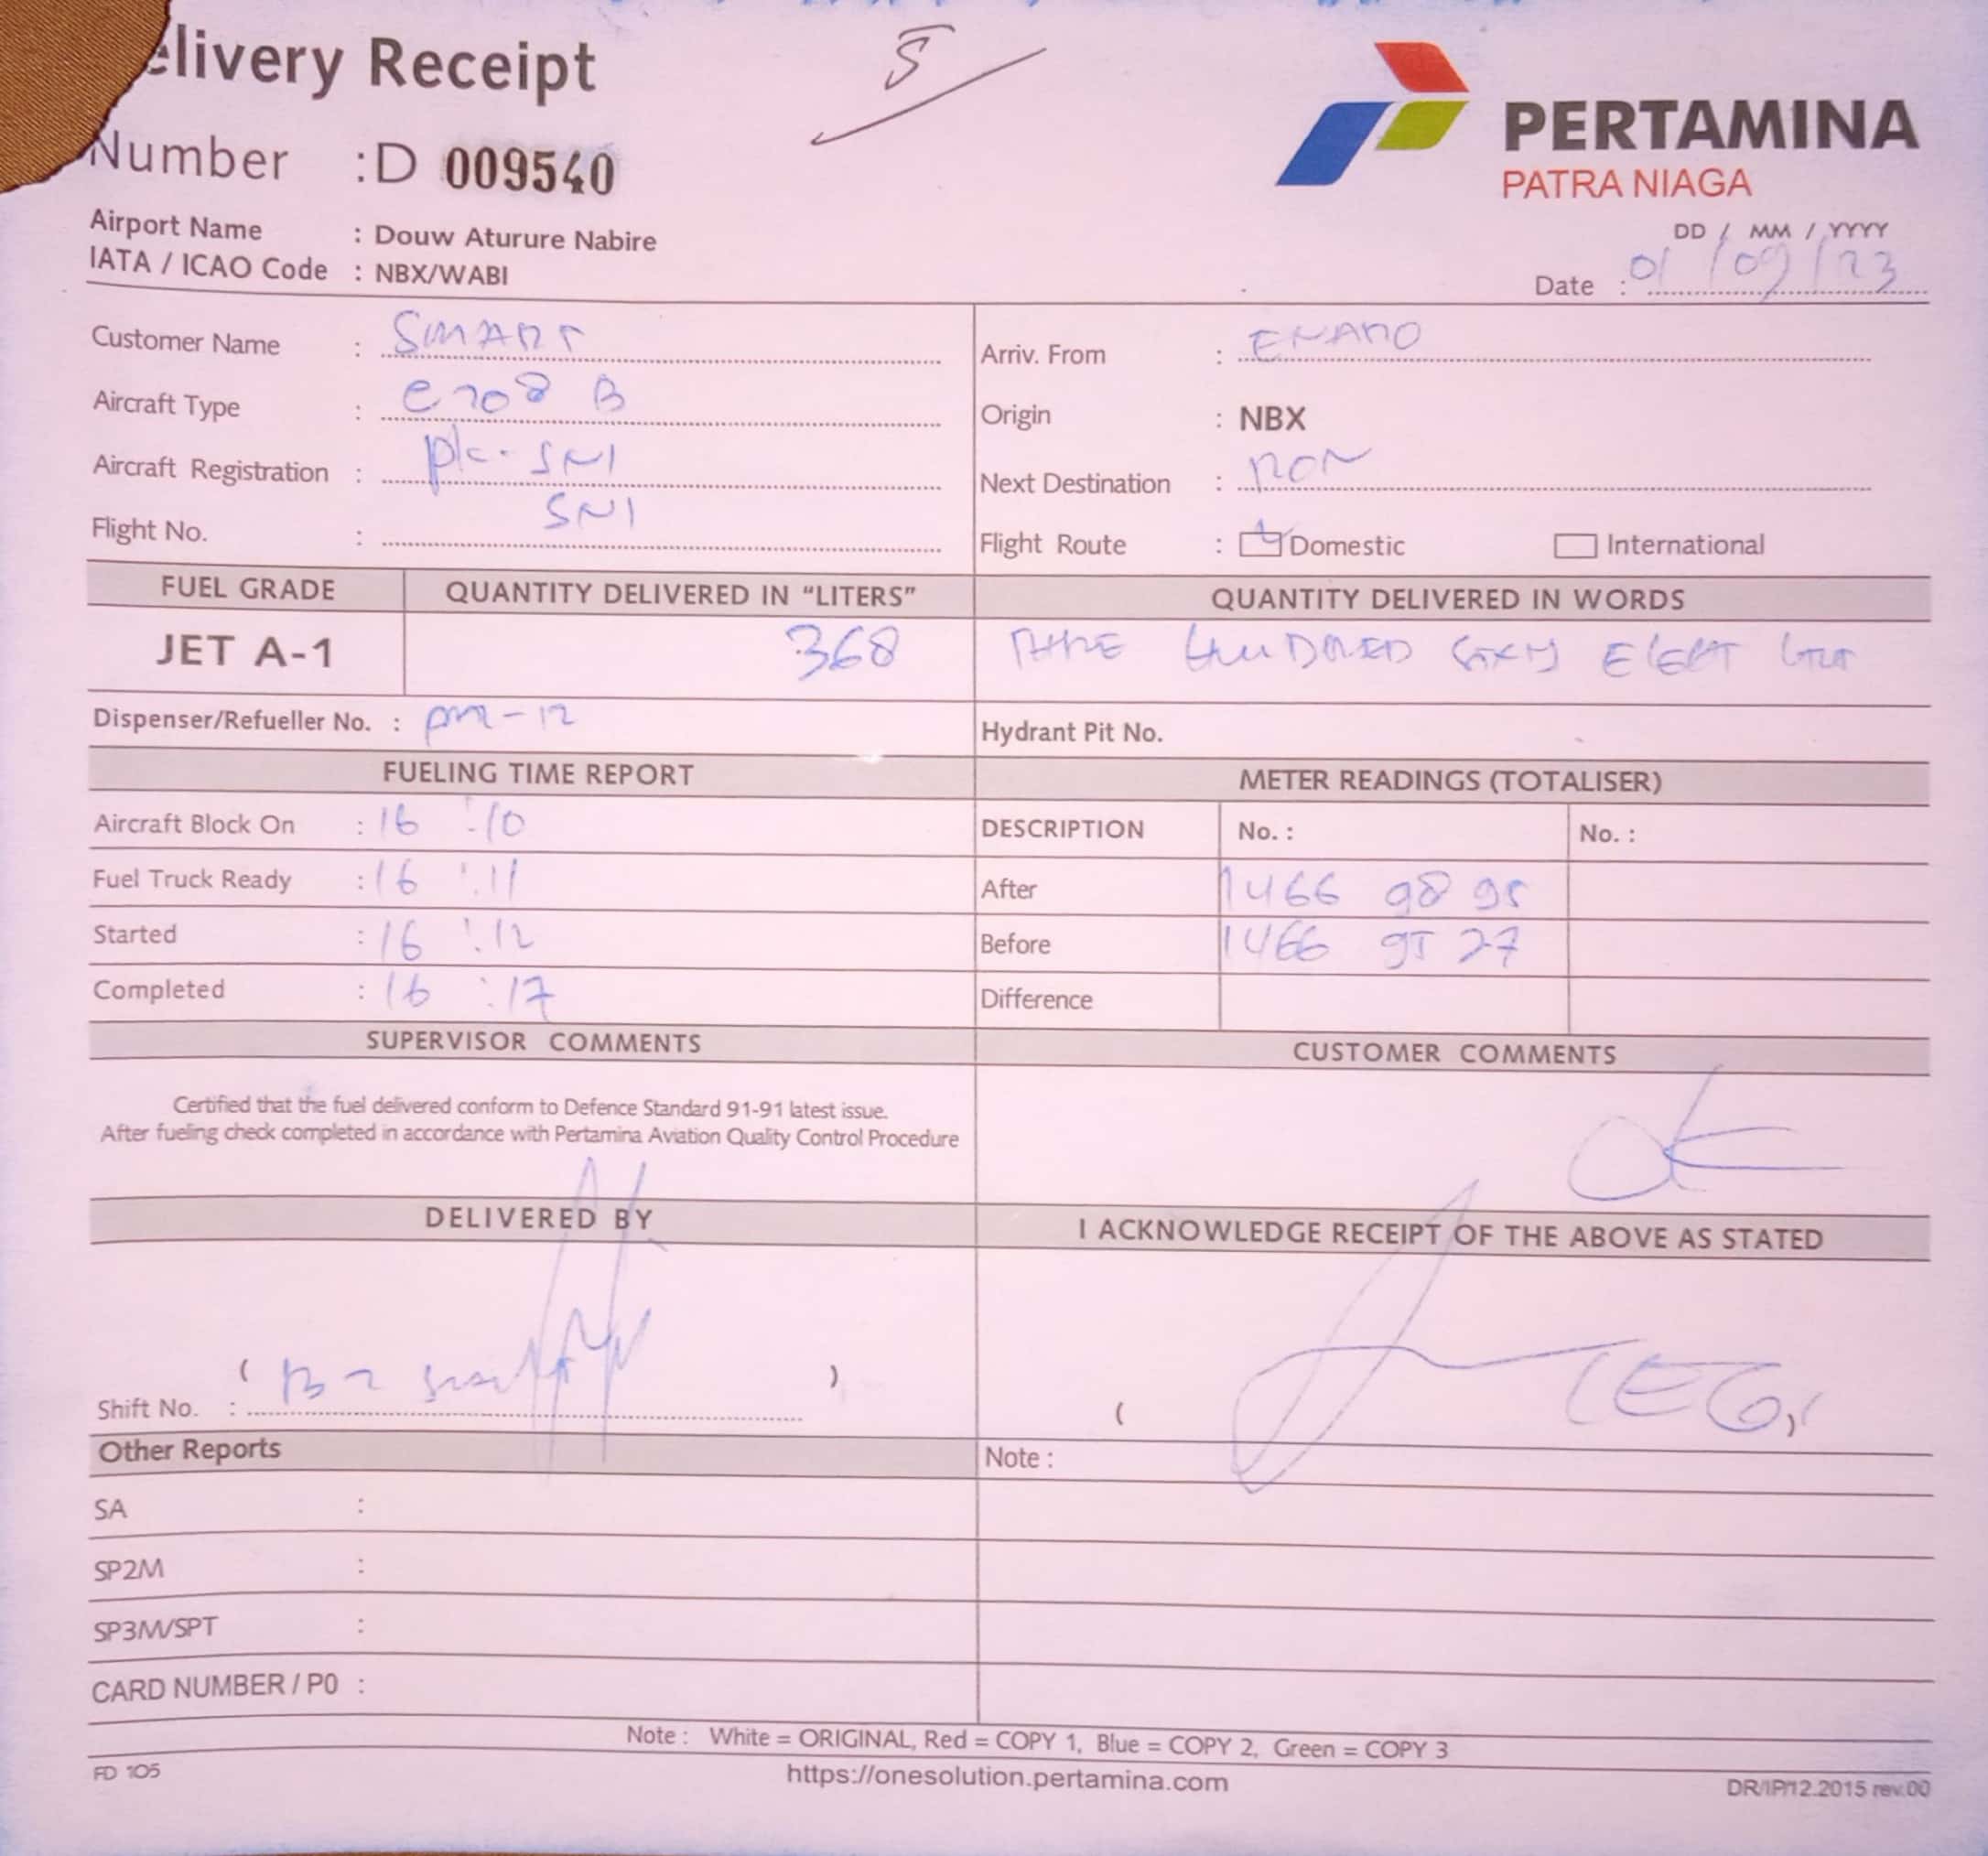 elivery Receipt
5
Number : D 009540
PERTAMINA
PATRA NIAGA
Airport Name : Douw Aturure Nabire
IATA / ICAO Code : NBX/WABI
DD / MM / YYYY
Date : 01/09/23
Customer Name : SMART
Arriv. From : ENARO
Aircraft Type : C208 B
Origin : NBX
Aircraft Registration : pk-SNI
Next Destination : RON
Flight No. : SNI
Flight Route : Domestic International
FUEL GRADE QUANTITY DELIVERED IN “LITERS” QUANTITY DELIVERED IN WORDS
JET A-1 368 HUNDRED SIXTY
Dispenser/Refueller No. : -12 Hydrant Pit No.
FUELING TIME REPORT METER READINGS (TOTALISER)
Aircraft Block On : 16 :10 DESCRIPTION No. : No. :
Fuel Truck Ready : 16 :11 After 1466 98 95
Started : 16 :12 Before 1466 95 27
Completed : 16 :17 Difference
SUPERVISOR COMMENTS CUSTOMER COMMENTS
Certified that the fuel delivered conform to Defence Standard 91-91 latest issue.
After fueling check completed in accordance with Pertamina Aviation Quality Control Procedure
OK
DELIVERED BY I ACKNOWLEDGE RECEIPT OF THE ABOVE AS STATED
( )
Shift No. :
( )
Other Reports Note :
SA :
SP2M :
SP3M/SPT :
CARD NUMBER / P0 :
Note : White = ORIGINAL, Red = COPY 1, Blue = COPY 2, Green = COPY 3
FD 105
https://onesolution.pertamina.com
DR/IP/12.2015 rev.00